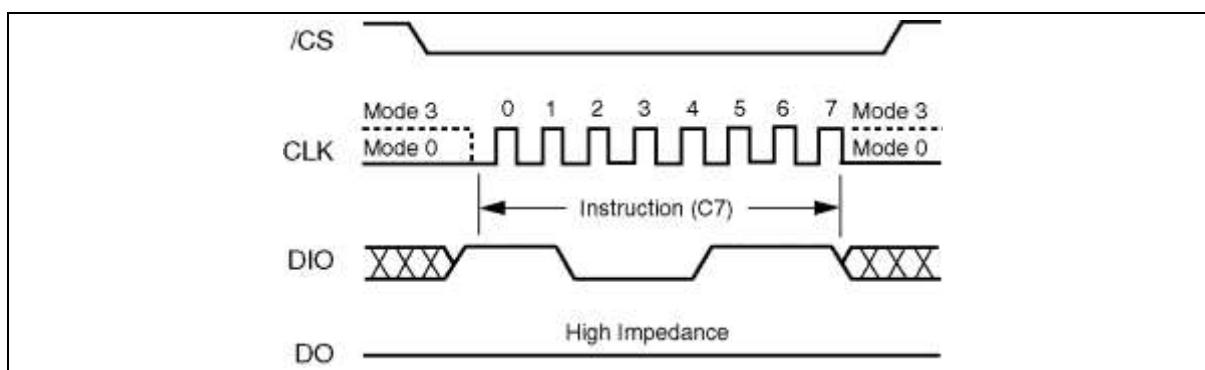 /CS
0 1 2 3 4 5 6 7
Mode 3 Mode 3
CLK Mode 0 Mode 0
Instruction (C7)
DIO
High Impedance
DO